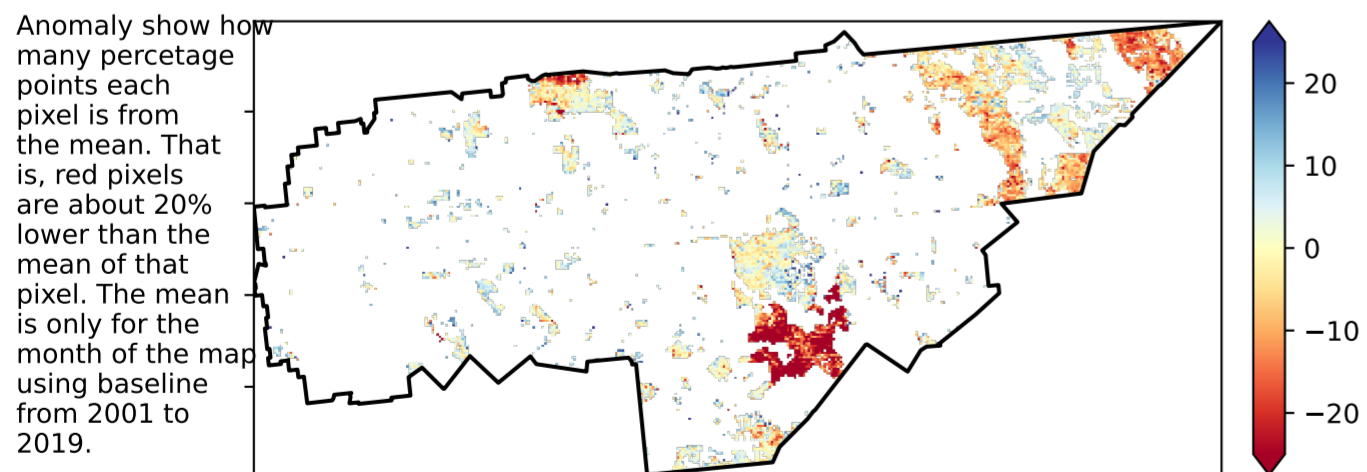 Anomaly show how
many percetage
points each
pixel is from
the mean. That
is, red pixels
are about 20%
lower than the
mean of that
pixel. The mean
is only for the
month of the map
using baseline
from 2001 to
2019.
20
10
0
−10
−20